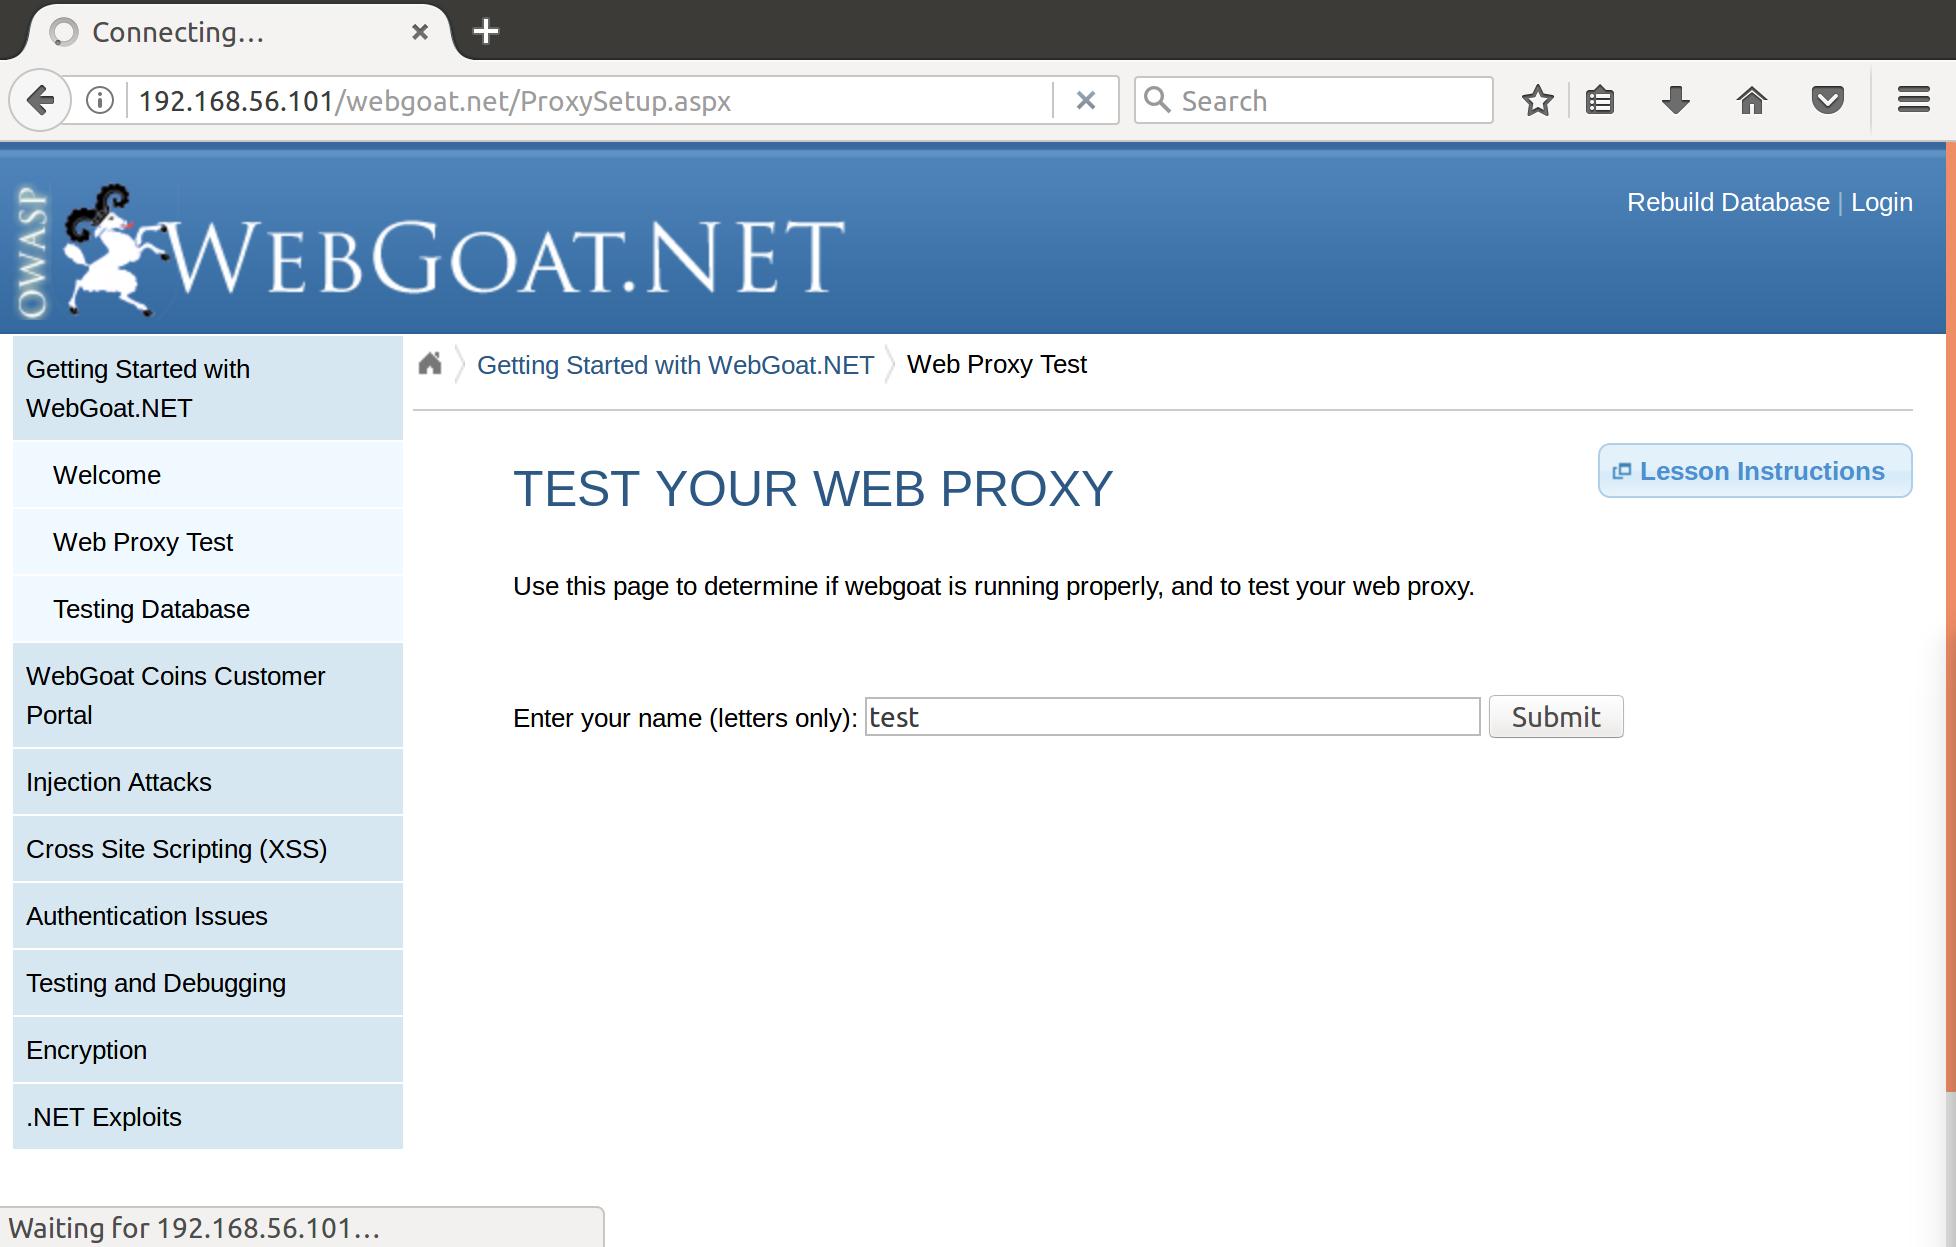 Connecting...
192.168.56.101/webgoat.net/ProxySetup.aspx
Search
OWASP
WEBGOAT.NET
Rebuild Database | Login
Getting Started with
WebGoat.NET
Welcome
Web Proxy Test
Testing Database
WebGoat Coins Customer
Portal
Injection Attacks
Cross Site Scripting (XSS)
Authentication Issues
Testing and Debugging
Encryption
.NET Exploits
Getting Started with WebGoat.NET Web Proxy Test
TEST YOUR WEB PROXY
Lesson Instructions
Use this page to determine if webgoat is running properly, and to test your web proxy.
Enter your name (letters only): test Submit
Waiting for 192.168.56.101...